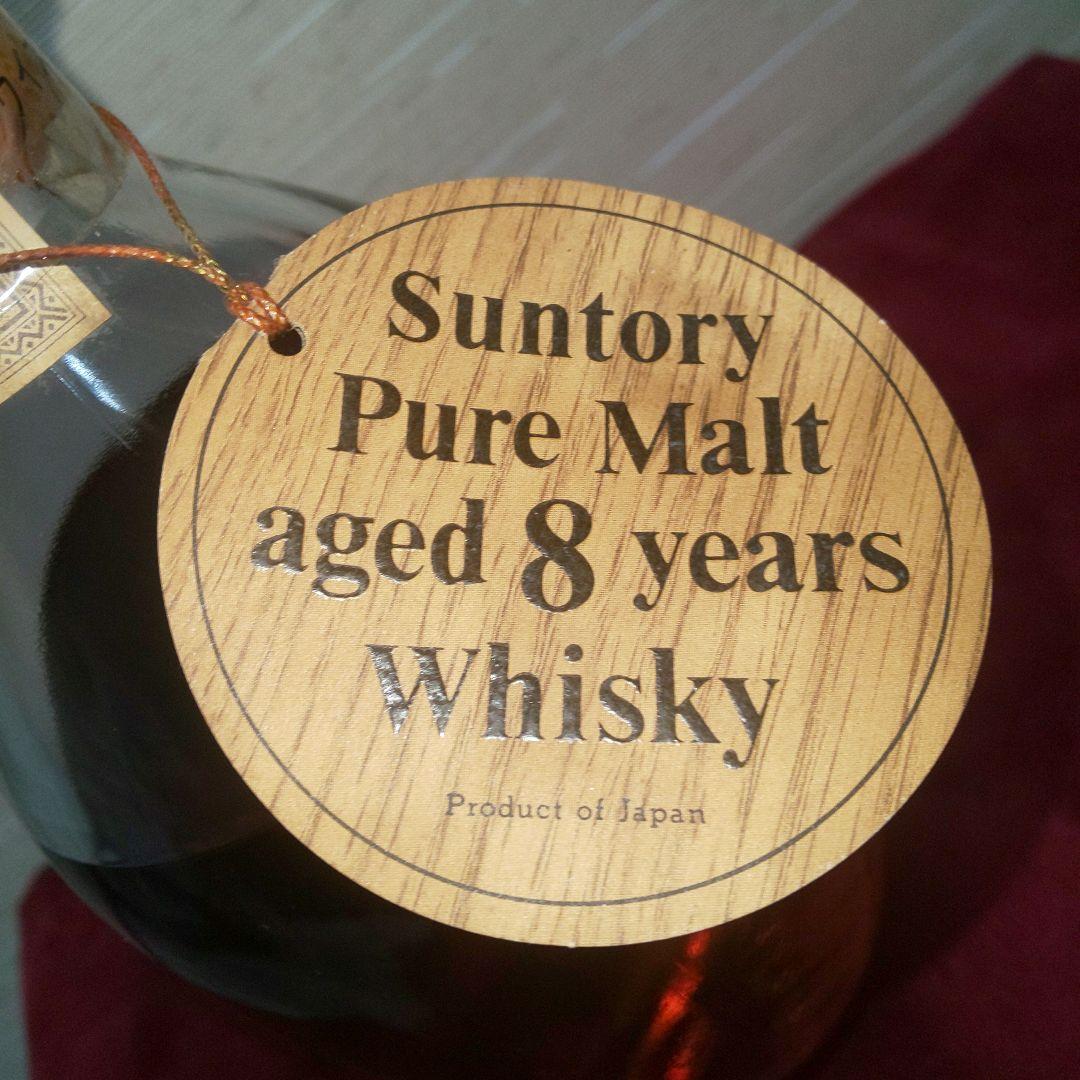 Suntory
Pure Malt
aged 8 years
Whisky
Product of Japan